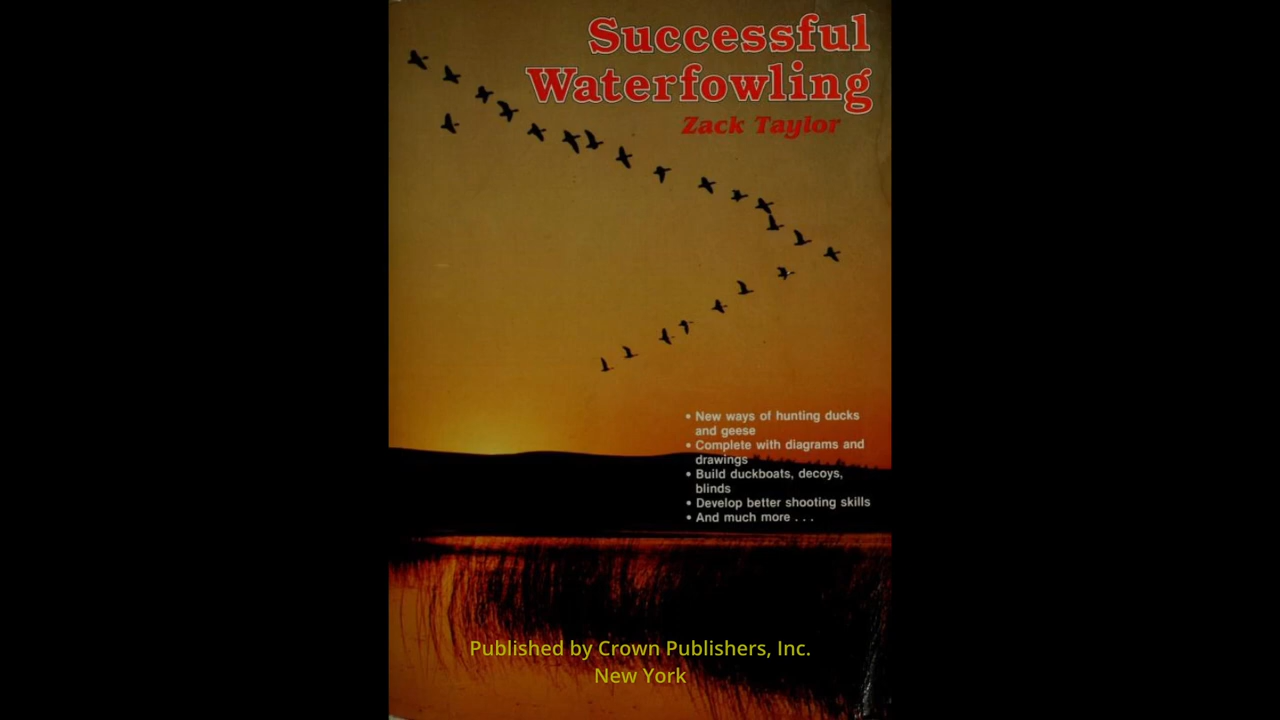 Successful
Waterfowling
Zack Taylor
• New ways of hunting ducks
and geese
• Complete with diagrams and
drawings
• Build duckboats, decoys,
blinds
• Develop better shooting skills
• And much more . . .
Published by Crown Publishers, Inc.
New York